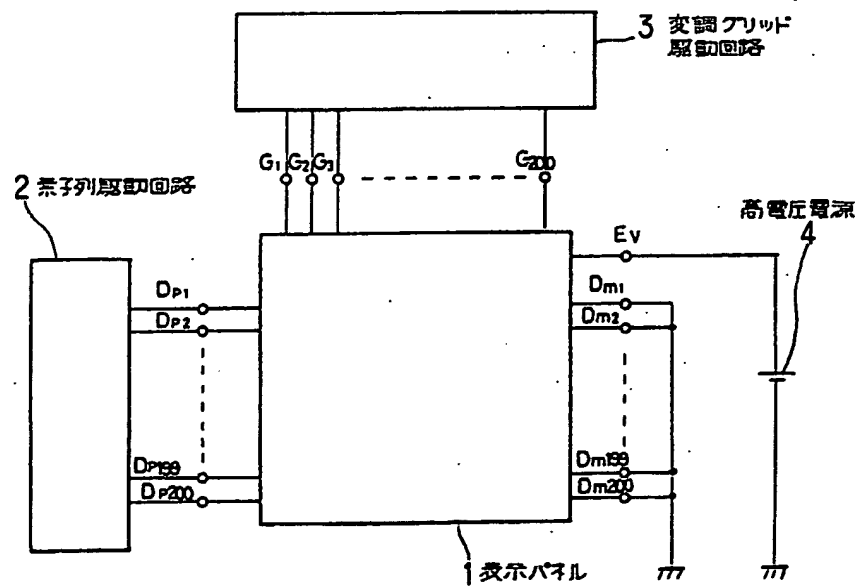 3 変調グリッド
駆動回路
G1 G2 G3 G200
2 素子列駆動回路
高電圧電源
4
Ev
Dp1
Dp2
Dm1
Dm2
Dp199
Dp200
Dm199
Dm200
1 表示パネル